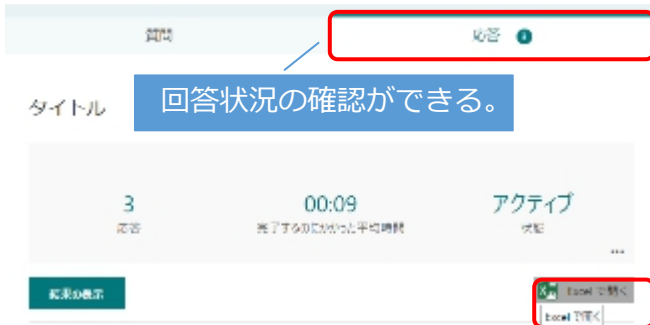 質問
応答
回答状況の確認ができる。
タイトル
3
00:09
アクティブ
応答
完了するのにかかった平均時間
状態
結果の表示
Excel で開く
Excel で開く